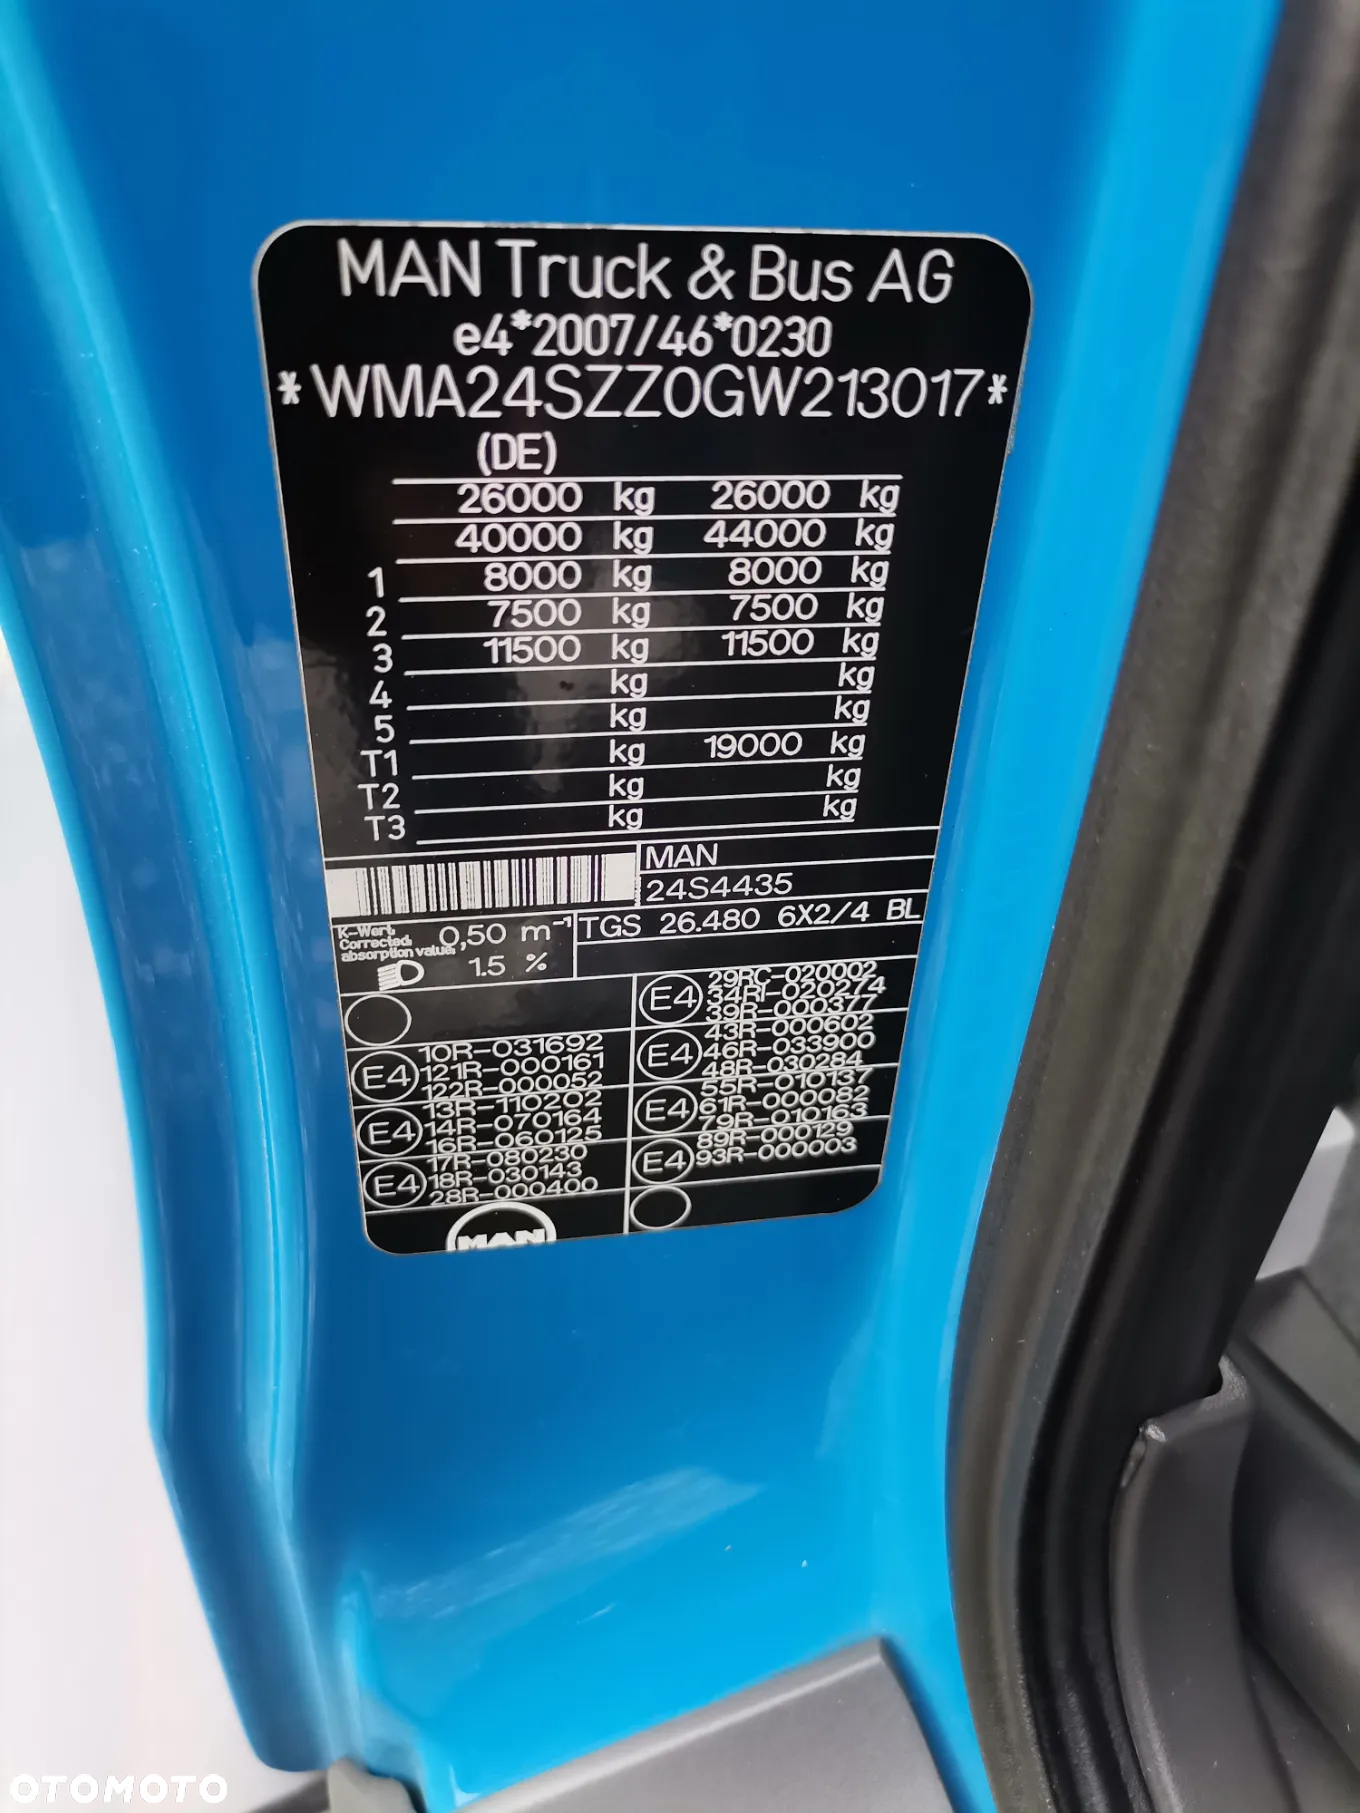 MAN Truck & Bus AG
e4*2007/46*0230
*WMA24SZZ0GW213017*
(DE)
26000 kg 26000 kg
40000 kg 44000 kg
1 8000 kg 8000 kg
2 7500 kg 7500 kg
3 11500 kg 11500 kg
4 kg kg
5 kg kg
T1 kg 19000 kg
T2 kg kg
T3 kg kg
MAN
24S4435
TGS 26.480 6X2/4 BL
K-Wert,
Corrected
absorption value, 0,50 m⁻¹
1.5 %
E4
10R-031692
121R-000161
122R-000052
E4
13R-110202
14R-070164
16R-060125
E4
17R-080230
18R-030143
28R-000400
E4
29RC-020002
34RI-020274
39R-000377
E4
43R-000602
46R-033900
48R-030284
E4
55R-010137
61R-000082
79R-010163
E4
89R-000129
93R-000003
MAN
OTOMOTO